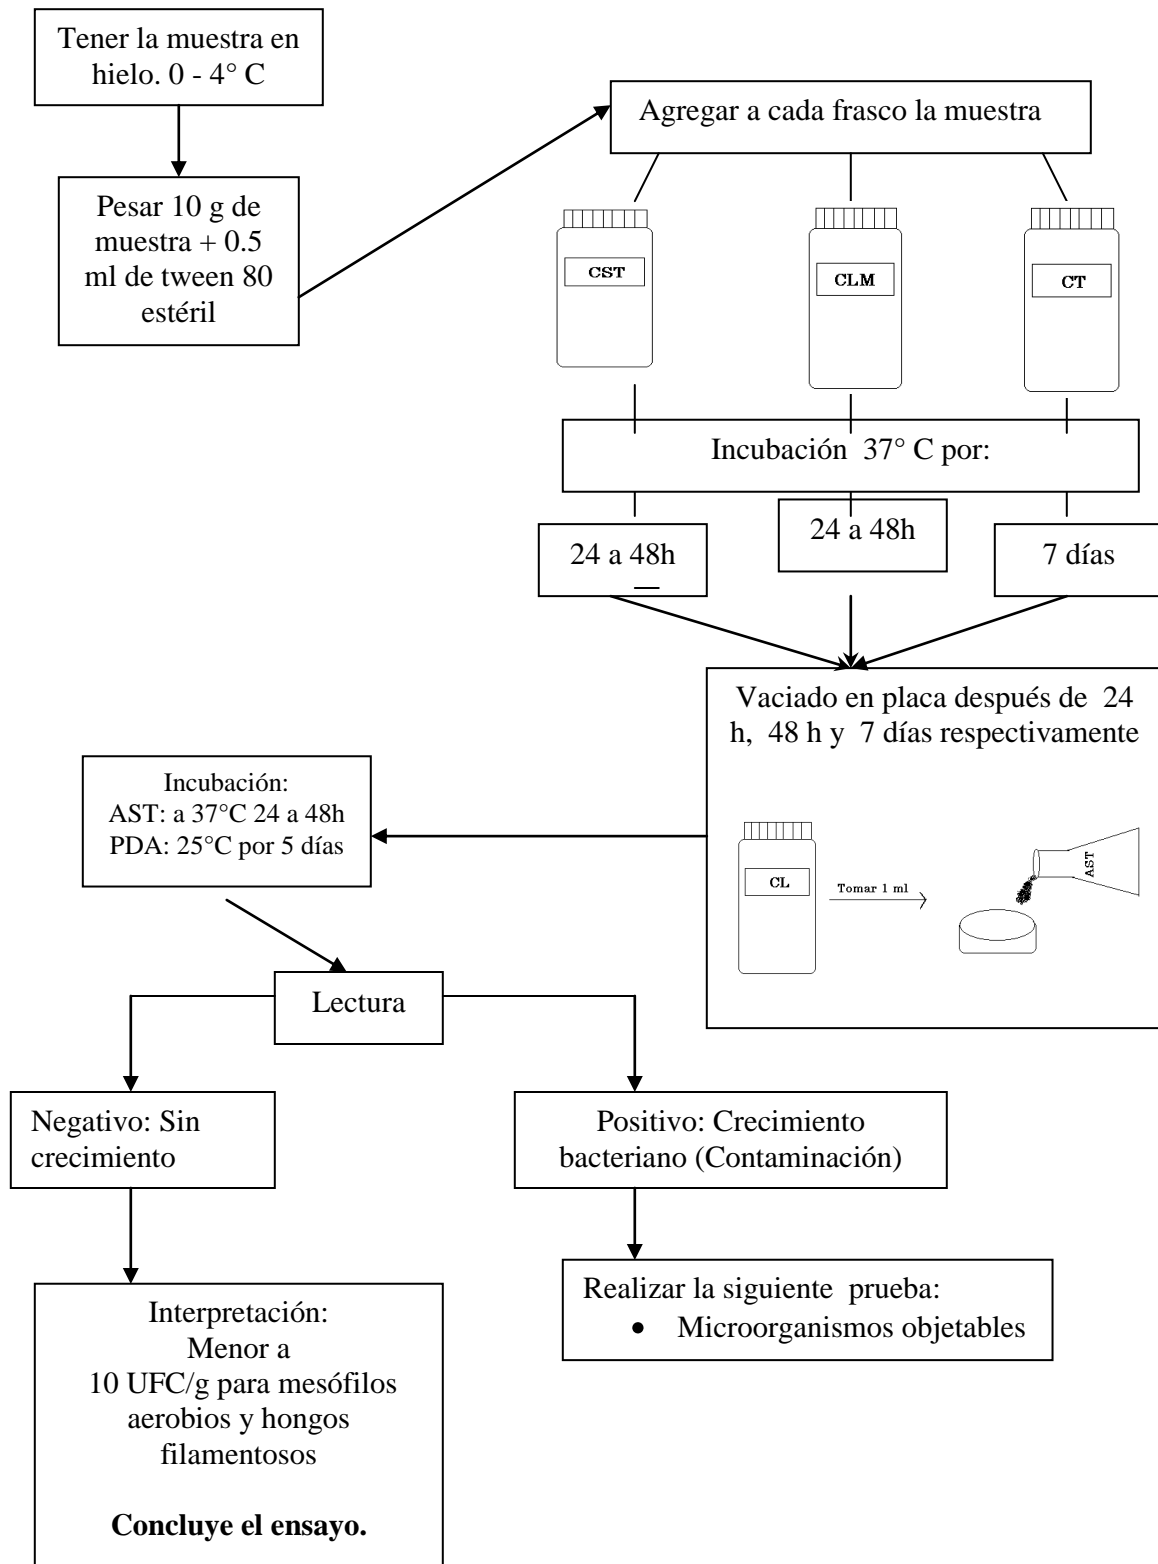 Tener la muestra en
hielo. 0 - 4° C
Pesar 10 g de
muestra + 0.5
ml de tween 80
estéril
Agregar a cada frasco la muestra
CST
CLM
CT
Incubación 37° C por:
24 a 48h
24 a 48h
7 días
Vaciado en placa después de 24
h, 48 h y 7 días respectivamente
CL
Tomar 1 ml
AST
Incubación:
AST: a 37°C 24 a 48h
PDA: 25°C por 5 días
Lectura
Negativo: Sin
crecimiento
Positivo: Crecimiento
bacteriano (Contaminación)
Interpretación:
Menor a
10 UFC/g para mesófilos
aerobios y hongos
filamentosos
Concluye el ensayo.
Realizar la siguiente prueba:
• Microorganismos objetables